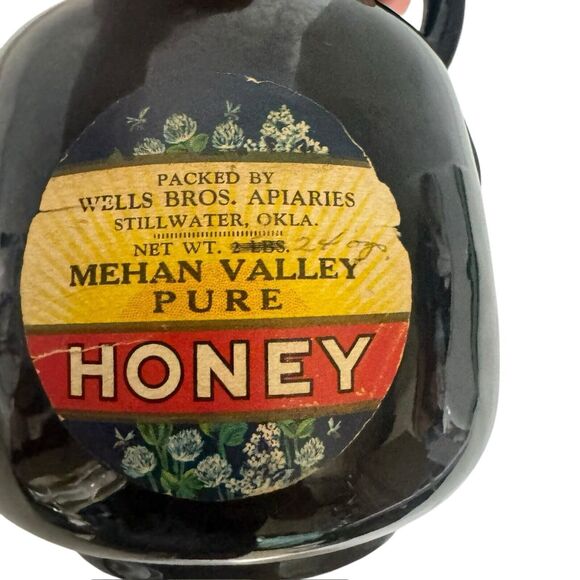 PACKED BY
WELLS BROS. APIARIES
STILLWATER, OKLA.
NET WT. 2 LBS. 24 oz.
MEHAN VALLEY
PURE
HONEY